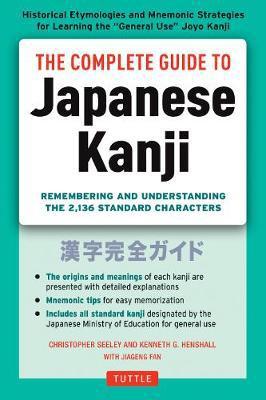 Historical Etymologies and Mnemonic Strategies
for Learning the "General Use" Joyo Kanji
THE COMPLETE GUIDE TO
Japanese
Kanji
REMEMBERING AND UNDERSTANDING
THE 2,136 STANDARD CHARACTERS
漢字完全ガイド
The origins and meanings of each kanji are
presented with detailed explanations
Mnemonic tips for easy memorization
Includes all standard kanji designated by the
Japanese Ministry of Education for general use
CHRISTOPHER SEELEY AND KENNETH G. HENSHALL
WITH JIAGENG FAN
TUTTLE